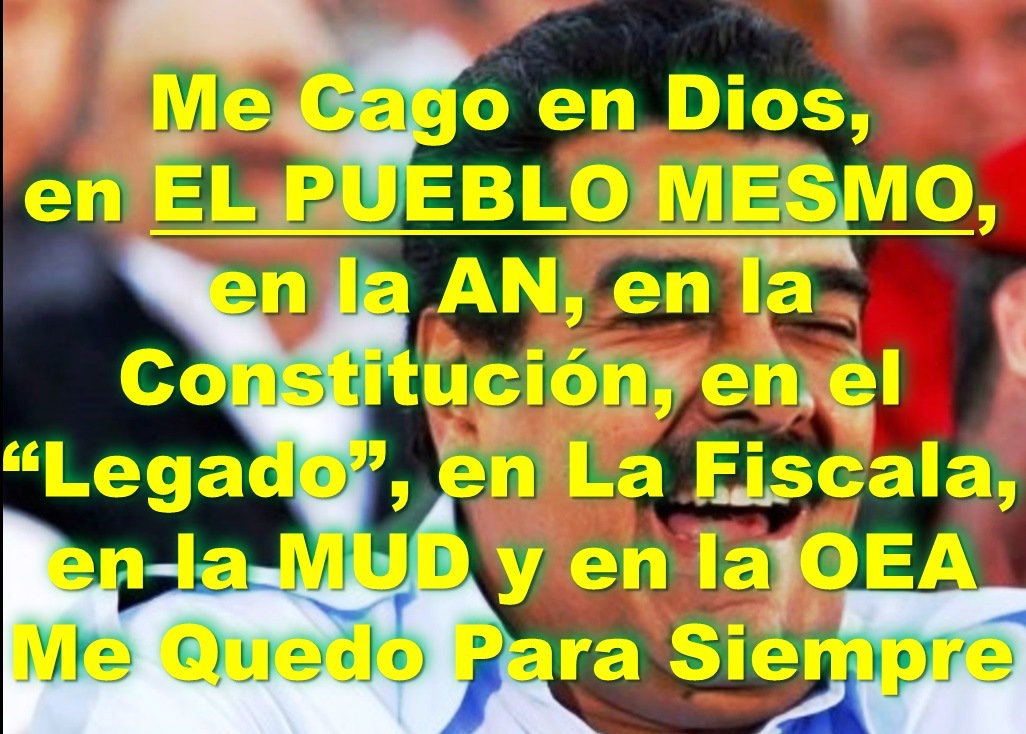 Me Cago en Dios,
en EL PUEBLO MESMO,
en la AN, en la
Constitución, en el
“Legado”, en La Fiscala,
en la MUD y en la OEA
Me Quedo Para Siempre